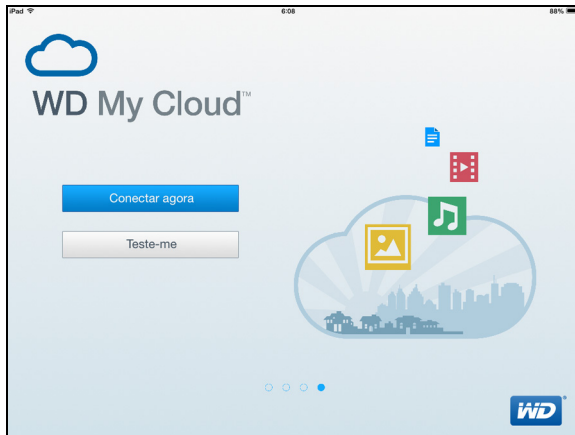 iPad 6:08 88%
WD My Cloud™
Conectar agora
Teste-me
WD®